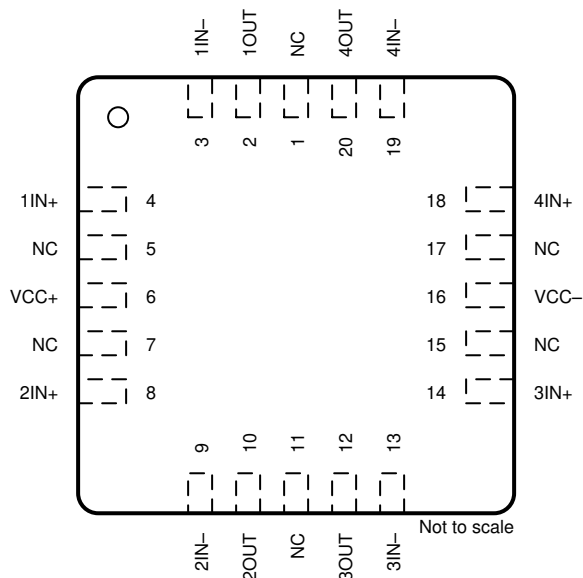 1IN–
1OUT
NC
4OUT
4IN–
3
2
1
20
19
1IN+
4
18
4IN+
NC
5
17
NC
VCC+
6
16
VCC–
NC
7
15
NC
2IN+
8
14
3IN+
9
10
11
12
13
Not to scale
2IN–
2OUT
NC
3OUT
3IN–